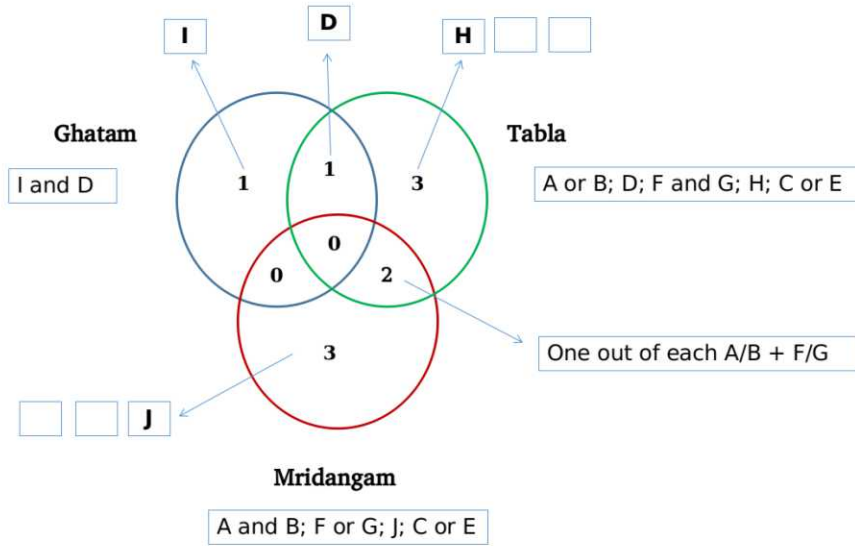 I
D
H
Ghatam
Tabla
I and D
A or B; D; F and G; H; C or E
1
1
3
0
0
2
One out of each A/B + F/G
3
J
Mridangam
A and B; F or G; J; C or E